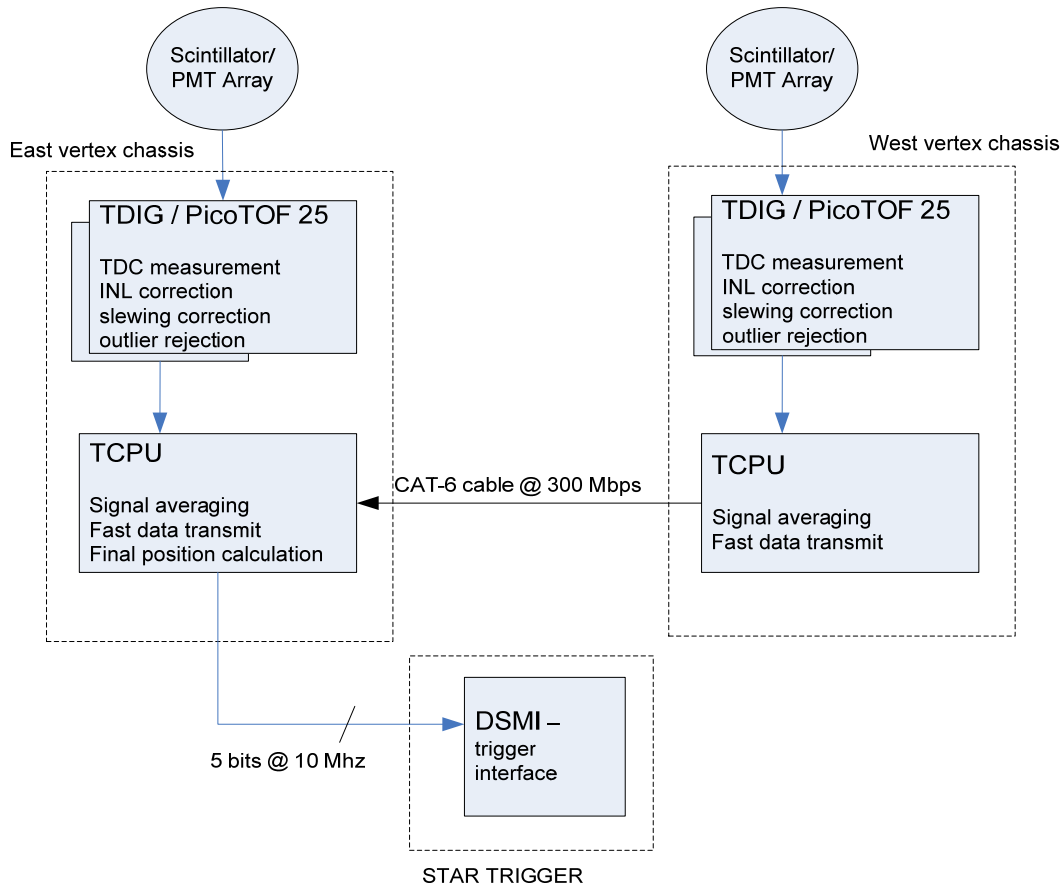 Scintillator/
PMT Array
Scintillator/
PMT Array
East vertex chassis
West vertex chassis
TDIG / PicoTOF 25
TDC measurement
INL correction
slewing correction
outlier rejection
TDIG / PicoTOF 25
TDC measurement
INL correction
slewing correction
outlier rejection
TCPU
Signal averaging
Fast data transmit
Final position calculation
CAT-6 cable @ 300 Mbps
TCPU
Signal averaging
Fast data transmit
5 bits @ 10 Mhz
DSMI –
trigger
interface
STAR TRIGGER